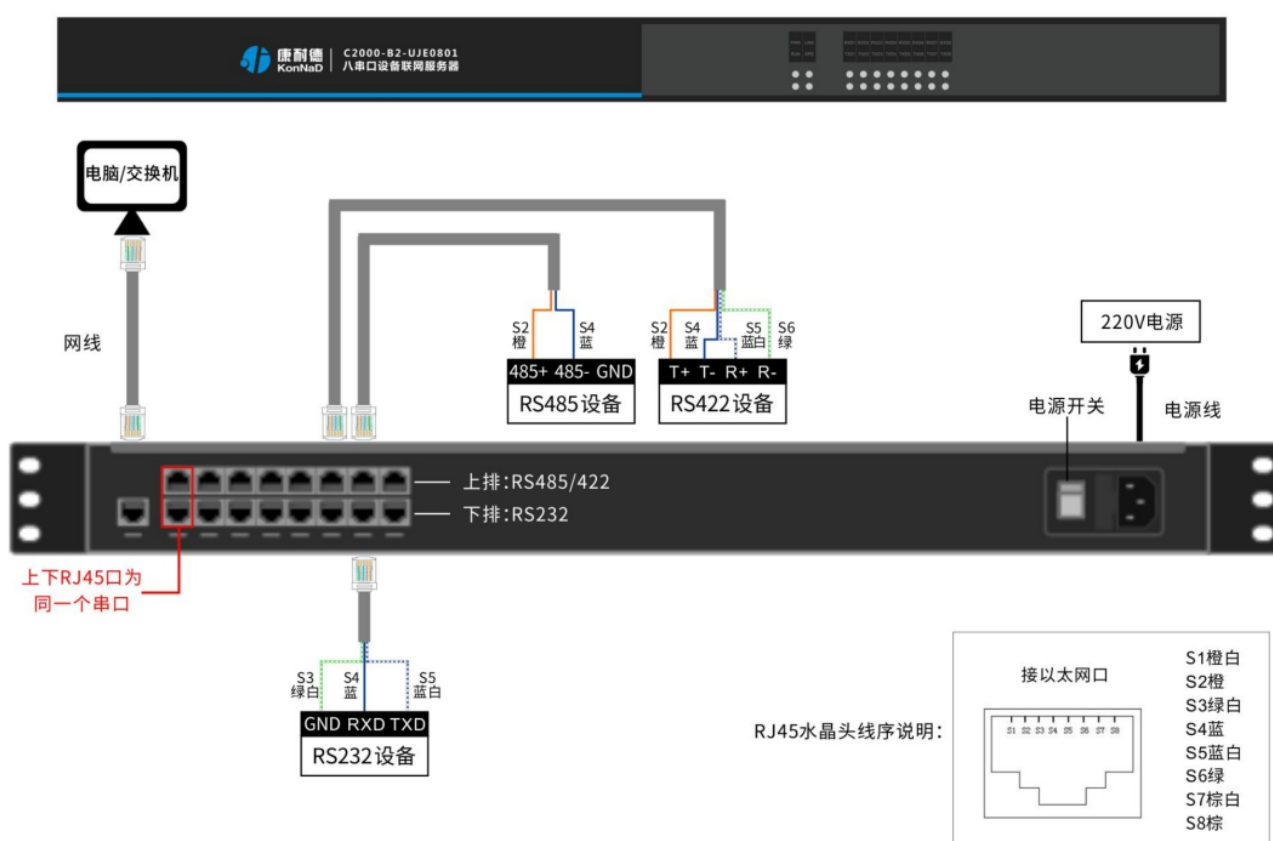 康耐德
KonNaD
C2000-B2-UJE0801
八串口设备联网服务器
电脑/交换机
网线
S2
橙
S4
蓝
485+ 485- GND
RS485设备
S2
橙
S4
蓝
S5
蓝白
S6
绿
T+ T- R+ R-
RS422设备
220V电源
电源开关
电源线
上排:RS485/422
下排:RS232
上下RJ45口为
同一个串口
S3
绿白
S4
蓝
S5
蓝白
GND RXD TXD
RS232设备
RJ45水晶头线序说明:
接以太网口
S1 S2 S3 S4 S5 S6 S7 S8
S1橙白
S2橙
S3绿白
S4蓝
S5蓝白
S6绿
S7棕白
S8棕